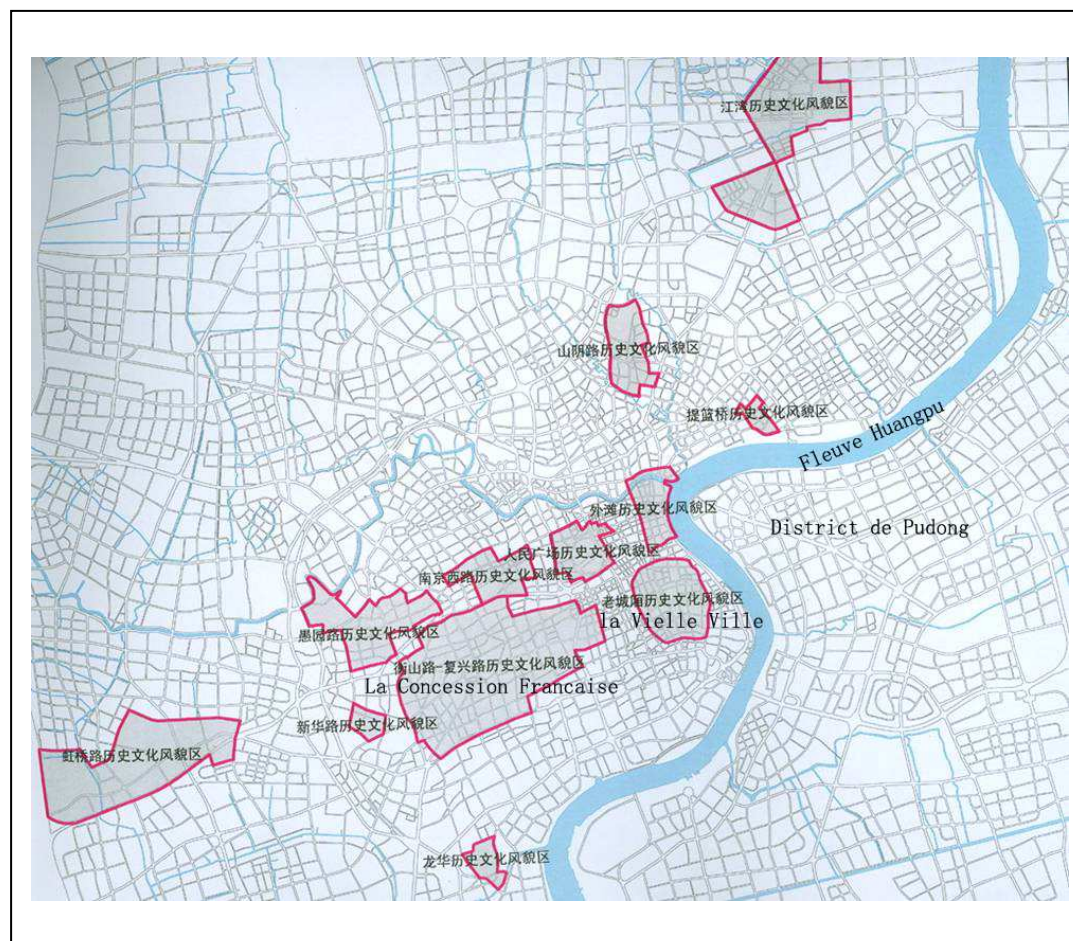 江湾历史文化风貌区
山阴路历史文化风貌区
提篮桥历史文化风貌区
Fleuve Huangpu
外滩历史文化风貌区
District de Pudong
人民广场历史文化风貌区
南京西路历史文化风貌区
老城厢历史文化风貌区
la Vielle Ville
愚园路历史文化风貌区
衡山路-复兴路历史文化风貌区
La Concession Francaise
新华路历史文化风貌区
虹桥路历史文化风貌区
龙华历史文化风貌区